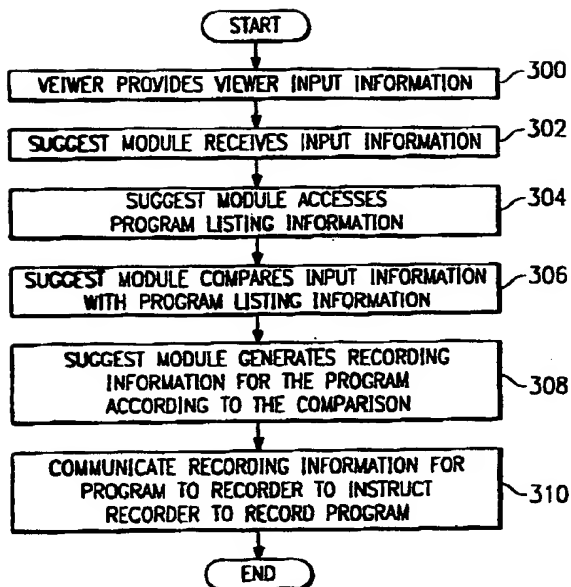 START
VEIWER PROVIDES VIEWER INPUT INFORMATION
300
SUGGEST MODULE RECEIVES INPUT INFORMATION
302
SUGGEST MODULE ACCESSES
PROGRAM LISTING INFORMATION
304
SUGGEST MODULE COMPARES INPUT INFORMATION
WITH PROGRAM LISTING INFORMATION
306
SUGGEST MODULE GENERATES RECORDING
INFORMATION FOR THE PROGRAM
ACCORDING TO THE COMPARISON
308
COMMUNICATE RECORDING INFORMATION FOR
PROGRAM TO RECORDER TO INSTRUCT
RECORDER TO RECORD PROGRAM
310
END